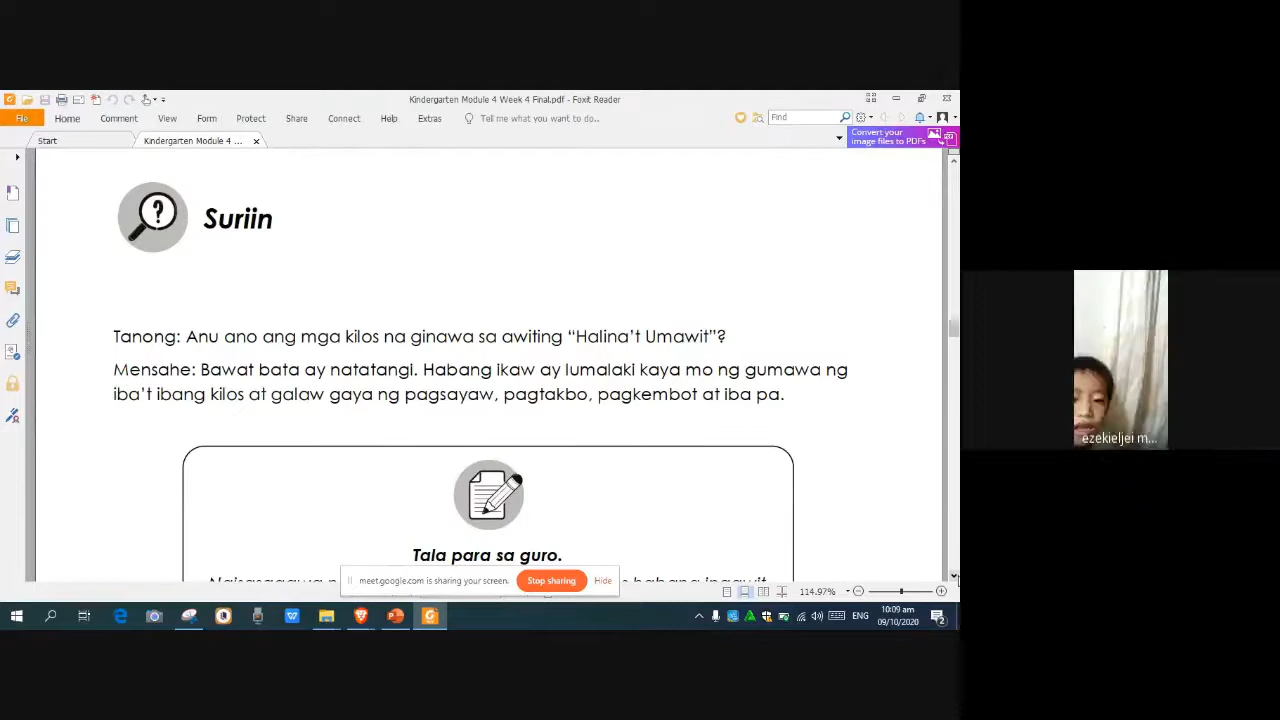 Kindergarten Module 4 Week 4 Final.pdf - Foxit Reader
File Home Comment View Form Protect Share Connect Help Extras Tell me what you want to do.. Find
Start Kindergarten Module 4 ... Convert your
image files to PDFs
Suriin
Tanong: Anu ano ang mga kilos na ginawa sa awiting “Halina’t Umawit”?
Mensahe: Bawat bata ay natatangi. Habang ikaw ay lumalaki kaya mo ng gumawa ng
iba’t ibang kilos at galaw gaya ng pagsayaw, pagtakbo, pagkembot at iba pa.
Tala para sa guro.
meet.google.com is sharing your screen. Stop sharing Hide
114.97%
ENG 10:09 am
09/10/2020
2
ezekieljei m...